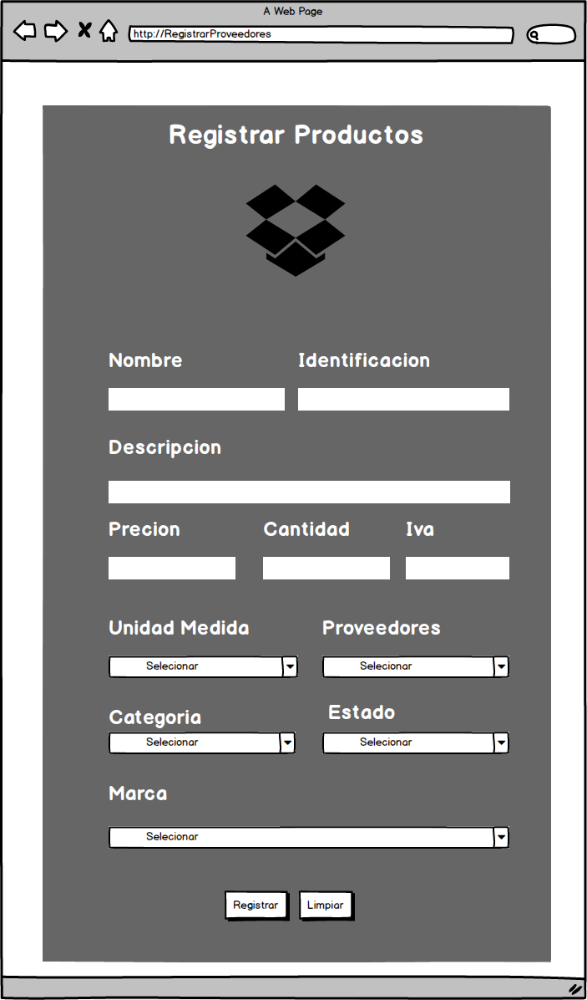 A Web Page
http://RegistrarProveedores
Registrar Productos
Nombre Identificacion
Descripcion
Precion Cantidad Iva
Unidad Medida Proveedores
Selecionar Selecionar
Categoria Estado
Selecionar Selecionar
Marca
Selecionar
Registrar Limpiar